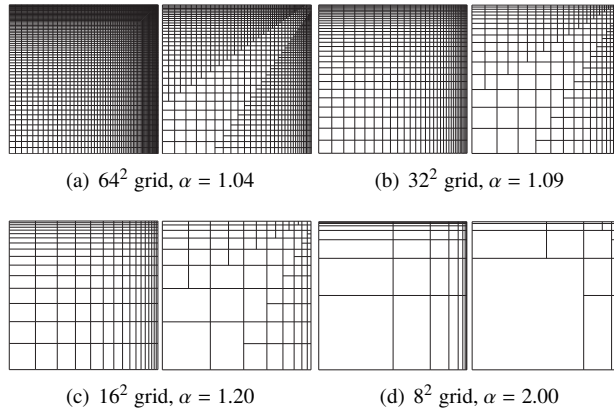 (a) 64² grid, α = 1.04
(b) 32² grid, α = 1.09
(c) 16² grid, α = 1.20
(d) 8² grid, α = 2.00